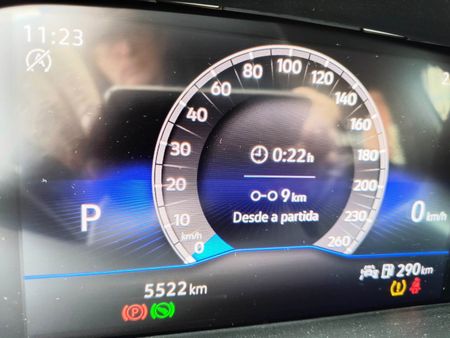 11:23
2
80 100 120
60 140
40 160
30 180
20 200
10 230
km/h
0 260
0:22h
9 km
Desde a partida
P
0 km/h
5522 km
290 km
(P)
(!)